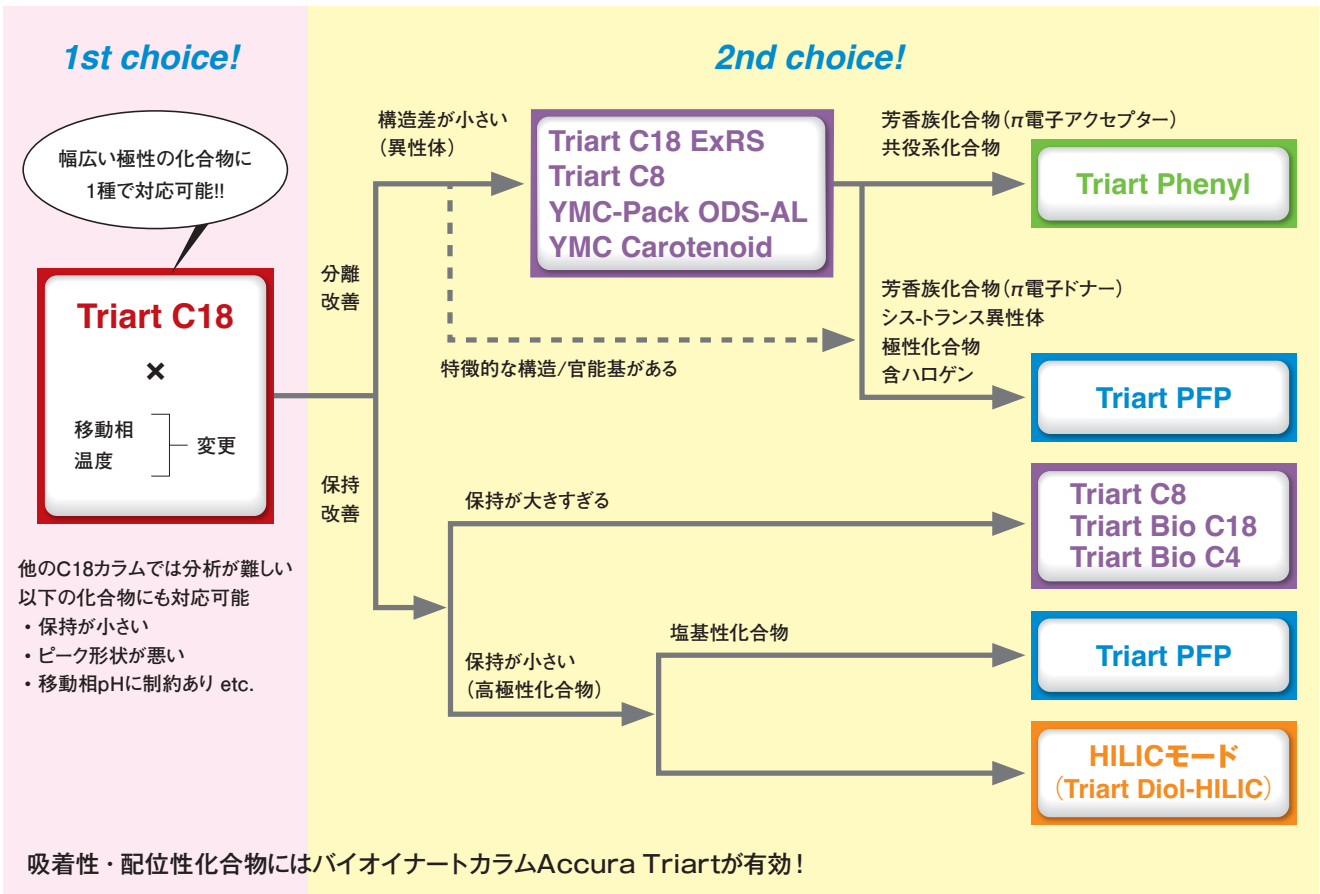 1st choice!
2nd choice!
幅広い極性の化合物に
1種で対応可能!!
Triart C18
×
移動相
温度
変更
他のC18カラムでは分析が難しい
以下の化合物にも対応可能
・保持が小さい
・ピーク形状が悪い
・移動相pHに制約あり etc.
分離
改善
構造差が小さい
（異性体）
Triart C18 ExRS
Triart C8
YMC-Pack ODS-AL
YMC Carotenoid
特徴的な構造/官能基がある
芳香族化合物（π電子アクセプター）
共役系化合物
Triart Phenyl
芳香族化合物（π電子ドナー）
シス-トランス異性体
極性化合物
含ハロゲン
Triart PFP
保持
改善
保持が大きすぎる
Triart C8
Triart Bio C18
Triart Bio C4
保持が小さい
（高極性化合物）
塩基性化合物
Triart PFP
HILICモード
（Triart Diol-HILIC）
吸着性・配位性化合物にはバイオイナートカラムAccura Triartが有効！